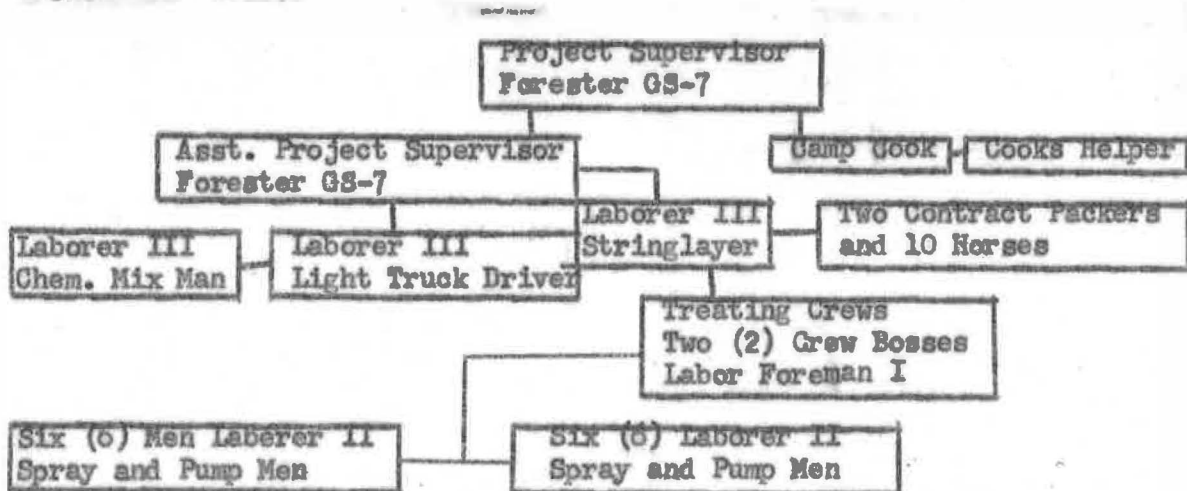 Project Supervisor
Forester GS-7
Asst. Project Supervisor
Forester GS-7
Camp Cook
Cooks Helper
Laborer III
Stringlayer
Two Contract Packers
and 10 Horses
Laborer III
Chem. Mix Man
Laborer III
Light Truck Driver
Treating Crews
Two (2) Crew Bosses
Labor Foreman I
Six (6) Men Laborer II
Spray and Pump Men
Six (6) Laborer II
Spray and Pump Men